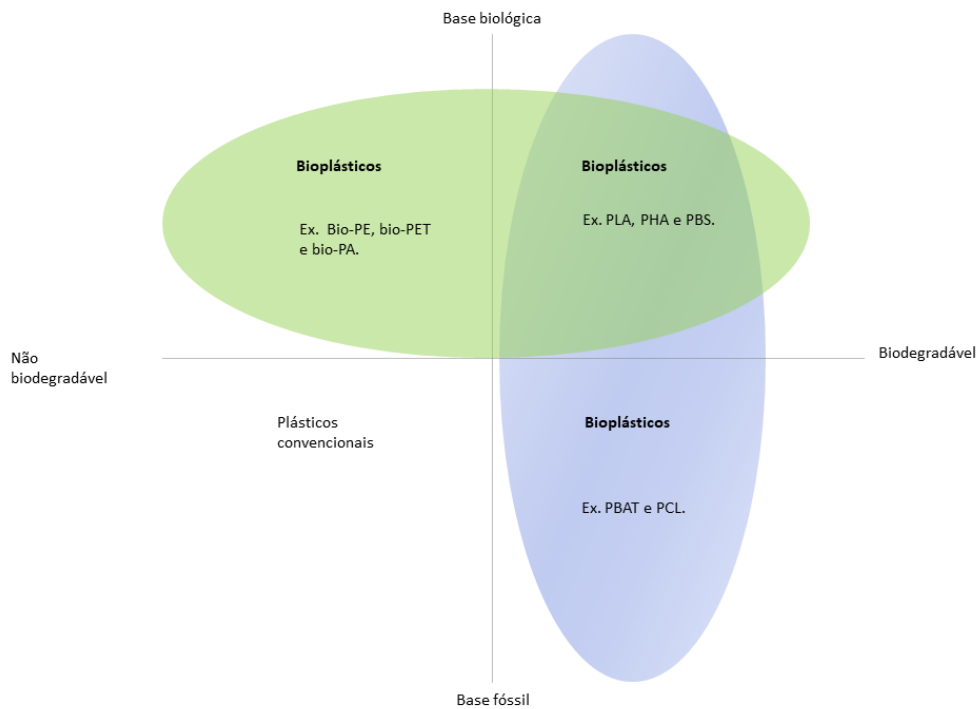 Base biológica
Bioplásticos
Ex.  Bio-PE, bio-PET
e bio-PA.
Bioplásticos
Ex. PLA, PHA e PBS.
Não
biodegradável
Biodegradável
Plásticos
convencionais
Bioplásticos
Ex. PBAT e PCL.
Base fóssil